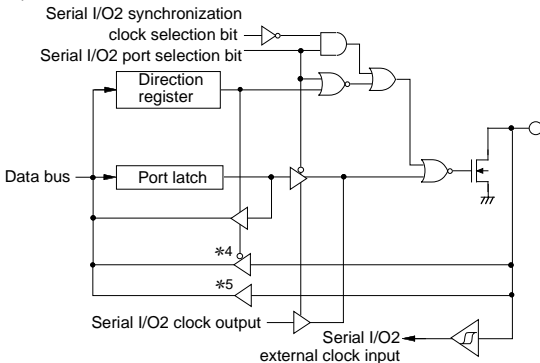 Serial I/O2 synchronization
clock selection bit
Serial I/O2 port selection bit
Direction
register
Data bus
Port latch
*4
*5
Serial I/O2 clock output
Serial I/O2
external clock input